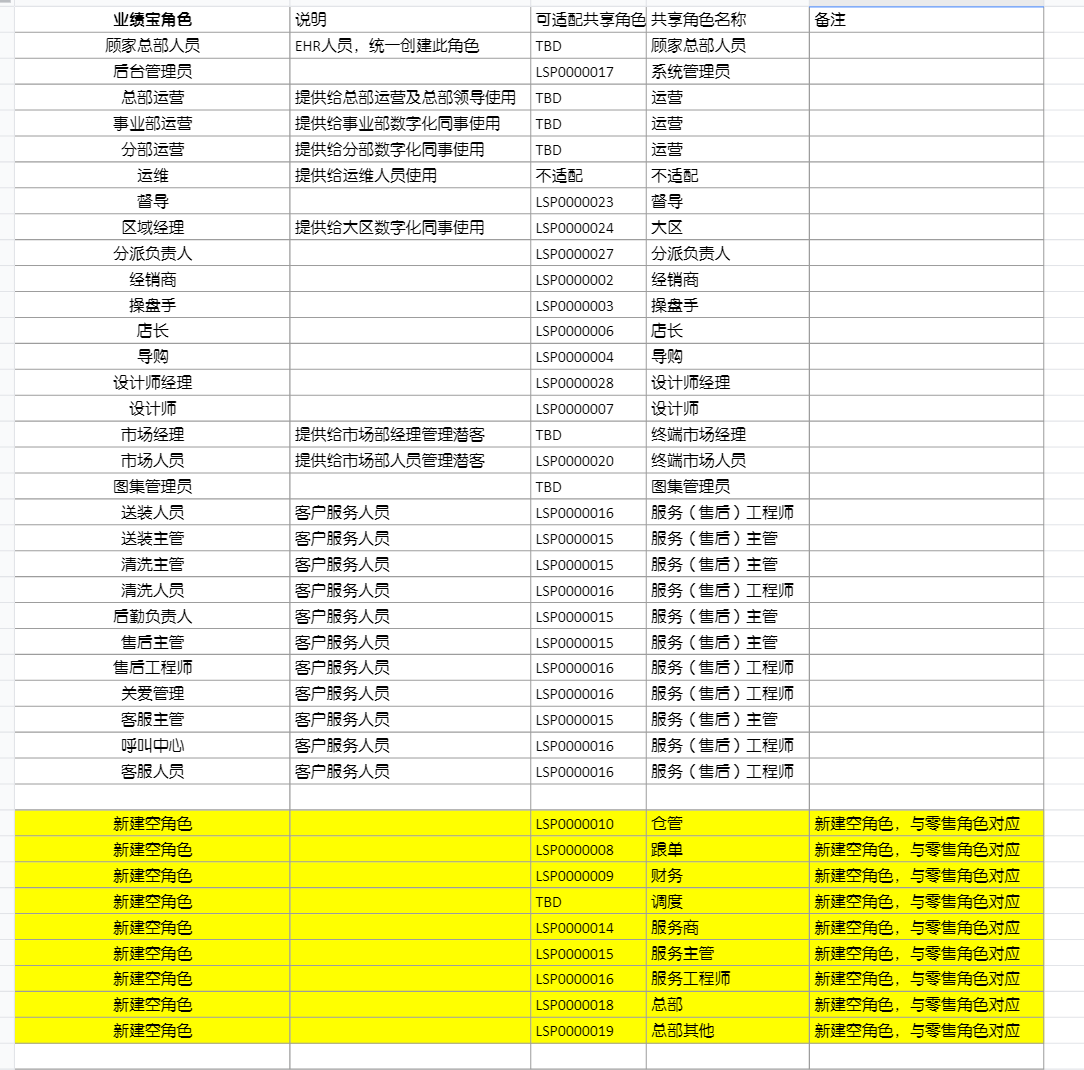 业绩宝角色 说明 可适配共享角色 共享角色名称 备注
顾家总部人员 EHR人员，统一创建此角色 TBD 顾家总部人员
后台管理员 LSP0000017 系统管理员
总部运营 提供给总部运营及总部领导使用 TBD 运营
事业部运营 提供给事业部数字化同事使用 TBD 运营
分部运营 提供给分部数字化同事使用 TBD 运营
运维 提供给运维人员使用 不适配 不适配
督导 LSP0000023 督导
区域经理 提供给大区数字化同事使用 LSP0000024 大区
分派负责人 LSP0000027 分派负责人
经销商 LSP0000002 经销商
操盘手 LSP0000003 操盘手
店长 LSP0000006 店长
导购 LSP0000004 导购
设计师经理 LSP0000028 设计师经理
设计师 LSP0000007 设计师
市场经理 提供给市场部经理管理潜客 TBD 终端市场经理
市场人员 提供给市场部人员管理潜客 LSP0000020 终端市场人员
图集管理员 TBD 图集管理员
送装人员 客户服务人员 LSP0000016 服务（售后）工程师
送装主管 客户服务人员 LSP0000015 服务（售后）主管
清洗主管 客户服务人员 LSP0000015 服务（售后）主管
清洗人员 客户服务人员 LSP0000016 服务（售后）工程师
后勤负责人 客户服务人员 LSP0000015 服务（售后）主管
售后主管 客户服务人员 LSP0000015 服务（售后）主管
售后工程师 客户服务人员 LSP0000016 服务（售后）工程师
关爱管理 客户服务人员 LSP0000016 服务（售后）工程师
客服主管 客户服务人员 LSP0000015 服务（售后）主管
呼叫中心 客户服务人员 LSP0000016 服务（售后）工程师
客服人员 客户服务人员 LSP0000016 服务（售后）工程师
新建空角色 LSP0000010 仓管 新建空角色，与零售角色对应
新建空角色 LSP0000008 跟单 新建空角色，与零售角色对应
新建空角色 LSP0000009 财务 新建空角色，与零售角色对应
新建空角色 TBD 调度 新建空角色，与零售角色对应
新建空角色 LSP0000014 服务商 新建空角色，与零售角色对应
新建空角色 LSP0000015 服务主管 新建空角色，与零售角色对应
新建空角色 LSP0000016 服务工程师 新建空角色，与零售角色对应
新建空角色 LSP0000018 总部 新建空角色，与零售角色对应
新建空角色 LSP0000019 总部其他 新建空角色，与零售角色对应